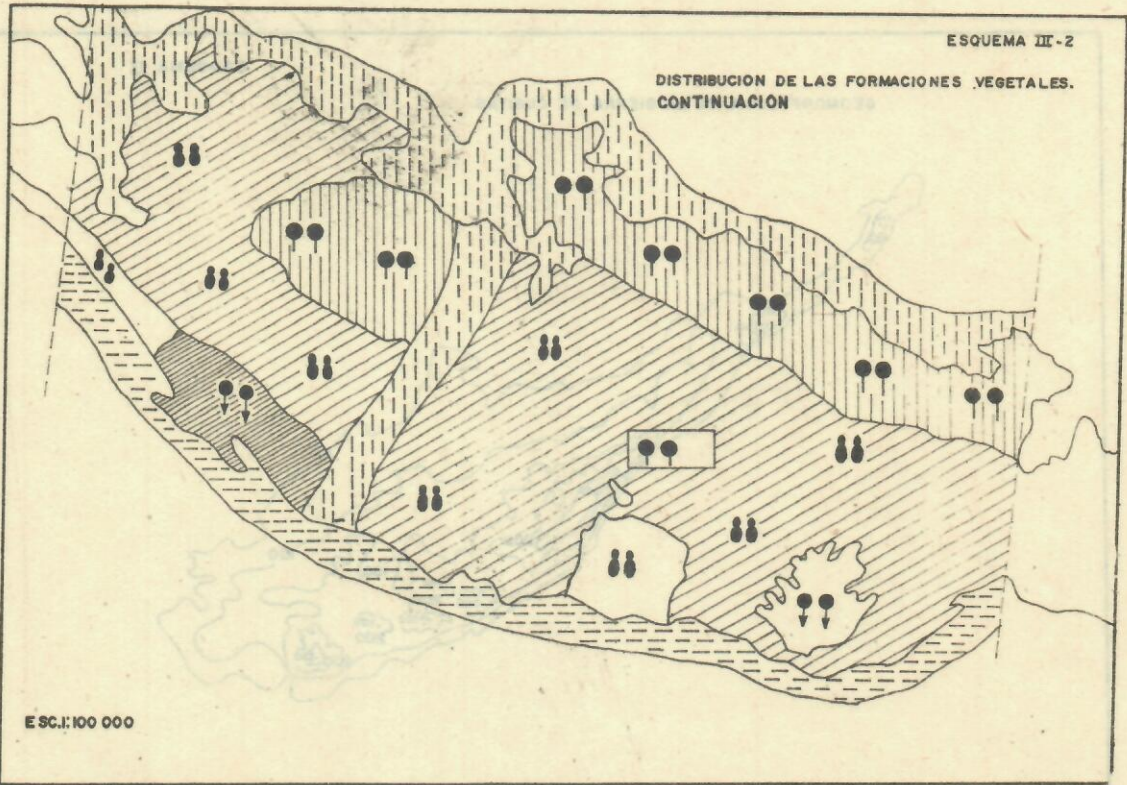 ESQUEMA III-2
DISTRIBUCION DE LAS FORMACIONES VEGETALES.
CONTINUACION
ESC.1:100 000